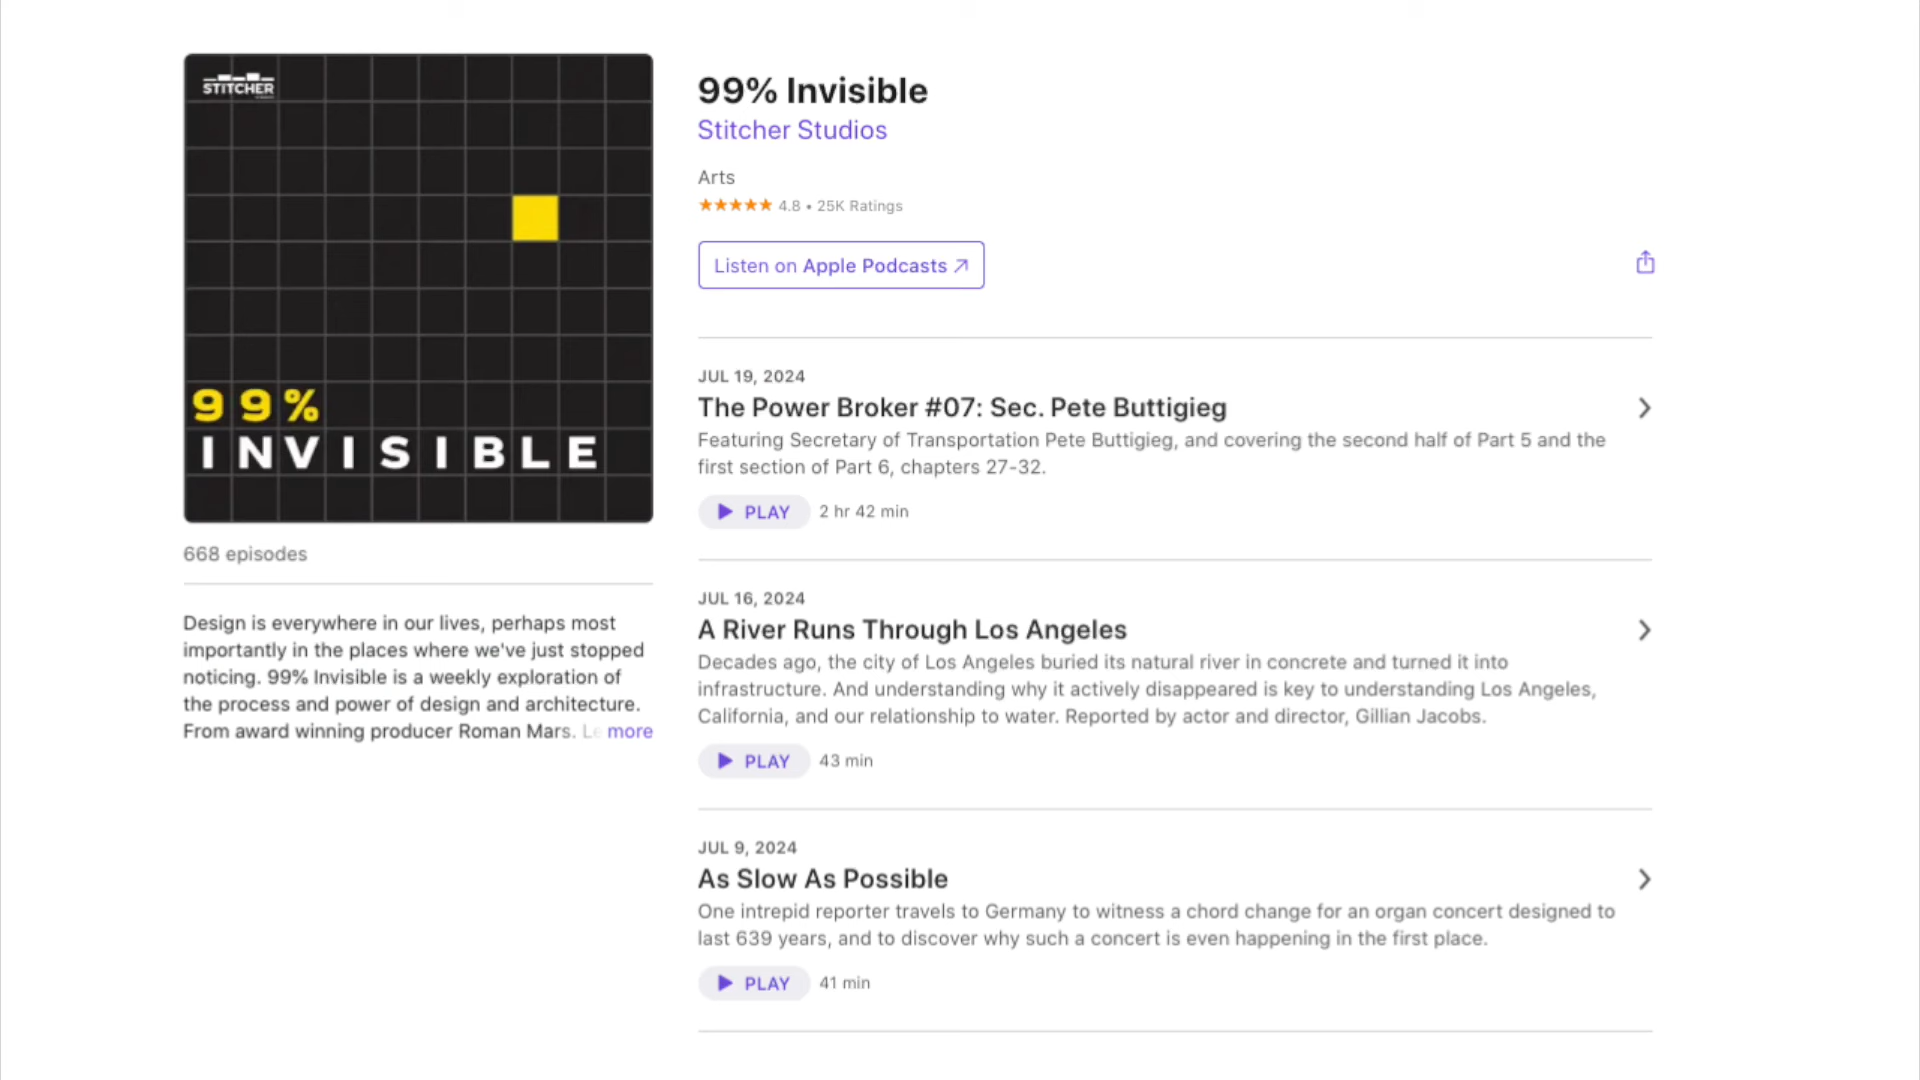 STITCHER
99%
INVISIBLE
668 episodes
Design is everywhere in our lives, perhaps most
importantly in the places where we've just stopped
noticing. 99% Invisible is a weekly exploration of
the process and power of design and architecture.
From award winning producer Roman Mars. Le more
99% Invisible
Stitcher Studios
Arts
★★★★★ 4.8 • 25K Ratings
Listen on Apple Podcasts ↗
JUL 19, 2024
The Power Broker #07: Sec. Pete Buttigieg
Featuring Secretary of Transportation Pete Buttigieg, and covering the second half of Part 5 and the
first section of Part 6, chapters 27-32.
PLAY 2 hr 42 min
JUL 16, 2024
A River Runs Through Los Angeles
Decades ago, the city of Los Angeles buried its natural river in concrete and turned it into
infrastructure. And understanding why it actively disappeared is key to understanding Los Angeles,
California, and our relationship to water. Reported by actor and director, Gillian Jacobs.
PLAY 43 min
JUL 9, 2024
As Slow As Possible
One intrepid reporter travels to Germany to witness a chord change for an organ concert designed to
last 639 years, and to discover why such a concert is even happening in the first place.
PLAY 41 min